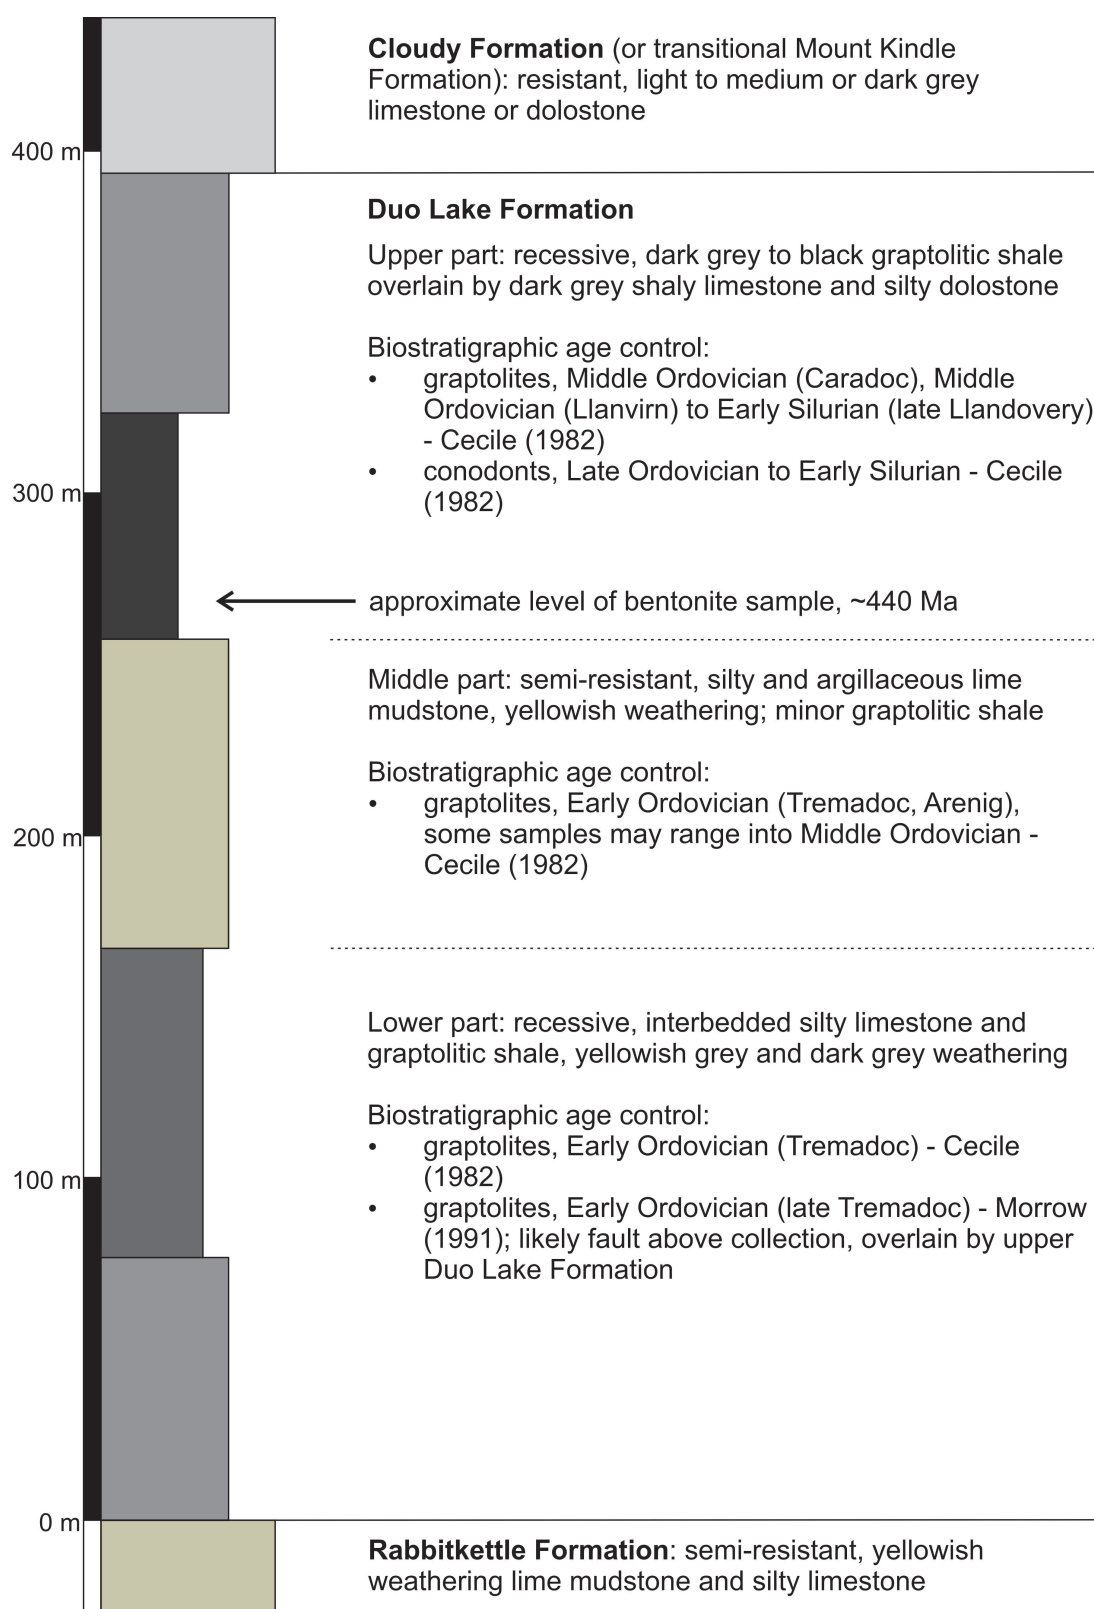 Cloudy Formation (or transitional Mount Kindle
Formation): resistant, light to medium or dark grey
limestone or dolostone
400 m
Duo Lake Formation
Upper part: recessive, dark grey to black graptolitic shale
overlain by dark grey shaly limestone and silty dolostone
Biostratigraphic age control:
• graptolites, Middle Ordovician (Caradoc), Middle
Ordovician (Llanvirn) to Early Silurian (late Llandovery)
- Cecile (1982)
• conodonts, Late Ordovician to Early Silurian - Cecile
(1982)
300 m
approximate level of bentonite sample, ~440 Ma
Middle part: semi-resistant, silty and argillaceous lime
mudstone, yellowish weathering; minor graptolitic shale
Biostratigraphic age control:
• graptolites, Early Ordovician (Tremadoc, Arenig),
some samples may range into Middle Ordovician -
Cecile (1982)
200 m
Lower part: recessive, interbedded silty limestone and
graptolitic shale, yellowish grey and dark grey weathering
Biostratigraphic age control:
• graptolites, Early Ordovician (Tremadoc) - Cecile
(1982)
• graptolites, Early Ordovician (late Tremadoc) - Morrow
(1991); likely fault above collection, overlain by upper
Duo Lake Formation
100 m
0 m
Rabbitkettle Formation: semi-resistant, yellowish
weathering lime mudstone and silty limestone